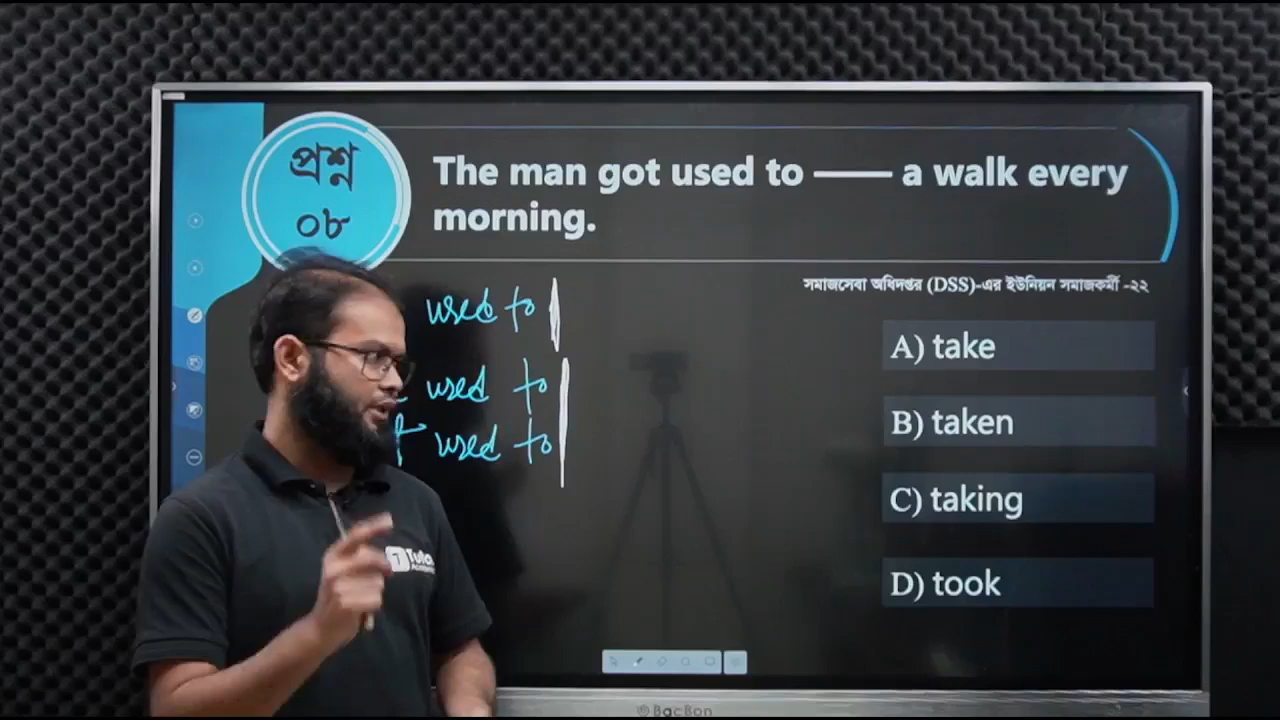 প্রশ্ন
০৮
The man got used to —— a walk every
morning.
সমাজসেবা অধিদপ্তর (DSS)-এর ইউনিয়ন সমাজকর্মী -২২
used to
used to
used to
A) take
B) taken
C) taking
D) took
BacBon